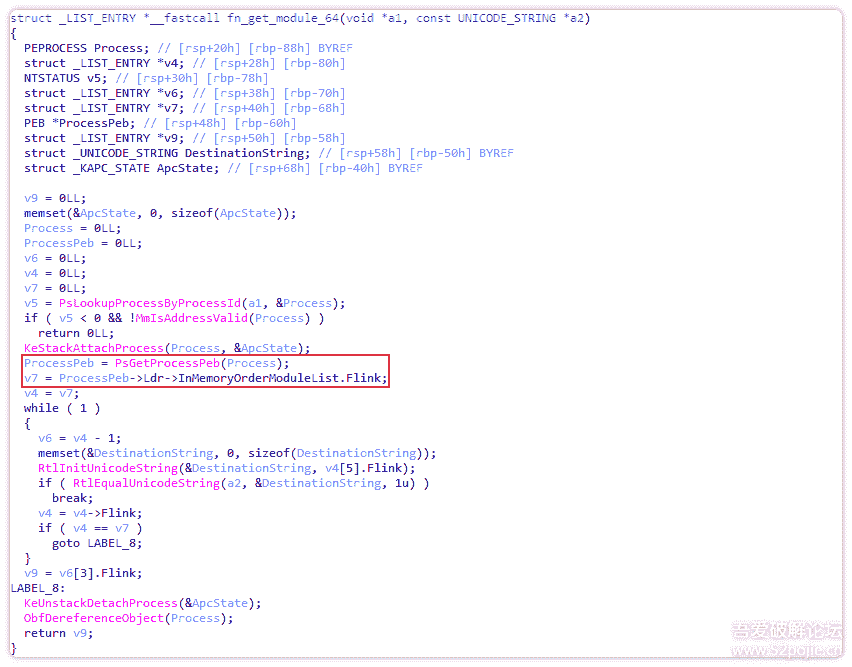 struct _LIST_ENTRY *__fastcall fn_get_module_64(void *a1, const UNICODE_STRING *a2)
{
  PEPROCESS Process; // [rsp+20h] [rbp-88h] BYREF
  struct _LIST_ENTRY *v4; // [rsp+28h] [rbp-80h]
  NTSTATUS v5; // [rsp+30h] [rbp-78h]
  struct _LIST_ENTRY *v6; // [rsp+38h] [rbp-70h]
  struct _LIST_ENTRY *v7; // [rsp+40h] [rbp-68h]
  PEB *ProcessPeb; // [rsp+48h] [rbp-60h]
  struct _LIST_ENTRY *v9; // [rsp+50h] [rbp-58h]
  struct _UNICODE_STRING DestinationString; // [rsp+58h] [rbp-50h] BYREF
  struct _KAPC_STATE ApcState; // [rsp+68h] [rbp-40h] BYREF

  v9 = 0LL;
  memset(&ApcState, 0, sizeof(ApcState));
  Process = 0LL;
  ProcessPeb = 0LL;
  v6 = 0LL;
  v4 = 0LL;
  v7 = 0LL;
  v5 = PsLookupProcessByProcessId(a1, &Process);
  if ( v5 < 0 && !MmIsAddressValid(Process) )
    return 0LL;
  KeStackAttachProcess(Process, &ApcState);
  ProcessPeb = PsGetProcessPeb(Process);
  v7 = ProcessPeb->Ldr->InMemoryOrderModuleList.Flink;
  v4 = v7;
  while ( 1 )
  {
    v6 = v4 - 1;
    memset(&DestinationString, 0, sizeof(DestinationString));
    RtlInitUnicodeString(&DestinationString, v4[5].Flink);
    if ( RtlEqualUnicodeString(a2, &DestinationString, 1u) )
      break;
    v4 = v4->Flink;
    if ( v4 == v7 )
      goto LABEL_8;
  }
  v9 = v6[3].Flink;
LABEL_8:
  KeUnstackDetachProcess(&ApcState);
  ObfDereferenceObject(Process);
  return v9;
}
吾爱破解论坛
www.52pojie.cn